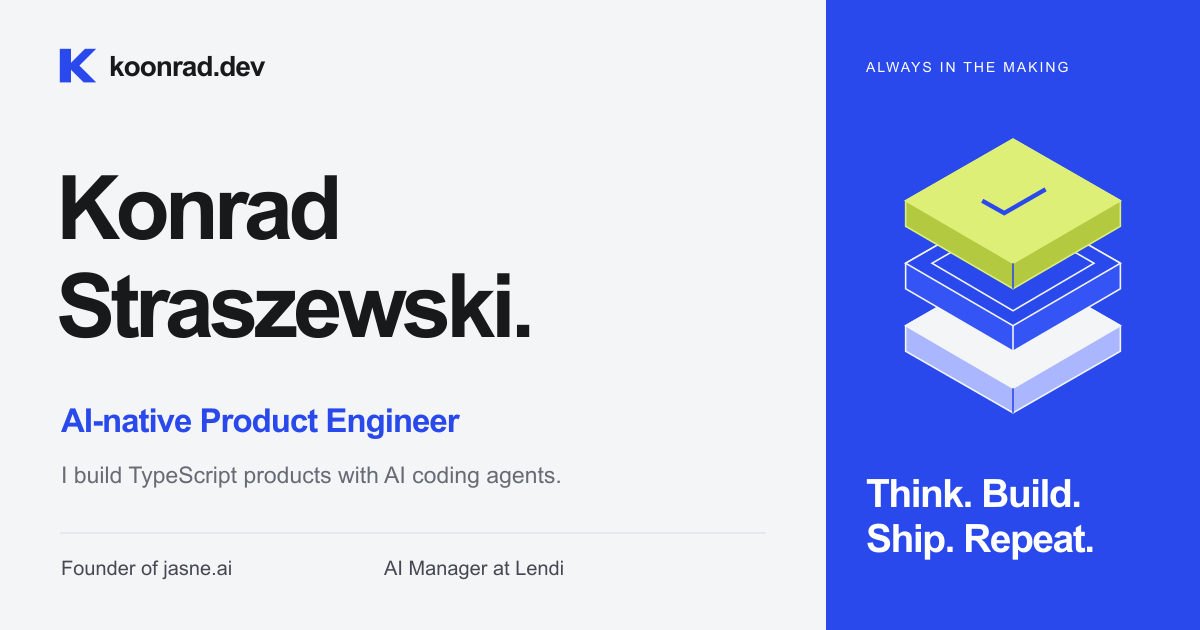 koonrad.dev
Konrad
Straszewski.
AI-native Product Engineer
I build TypeScript products with AI coding agents.
Founder of jasne.ai
AI Manager at Lendi
ALWAYS IN THE MAKING
Think. Build.
Ship. Repeat.